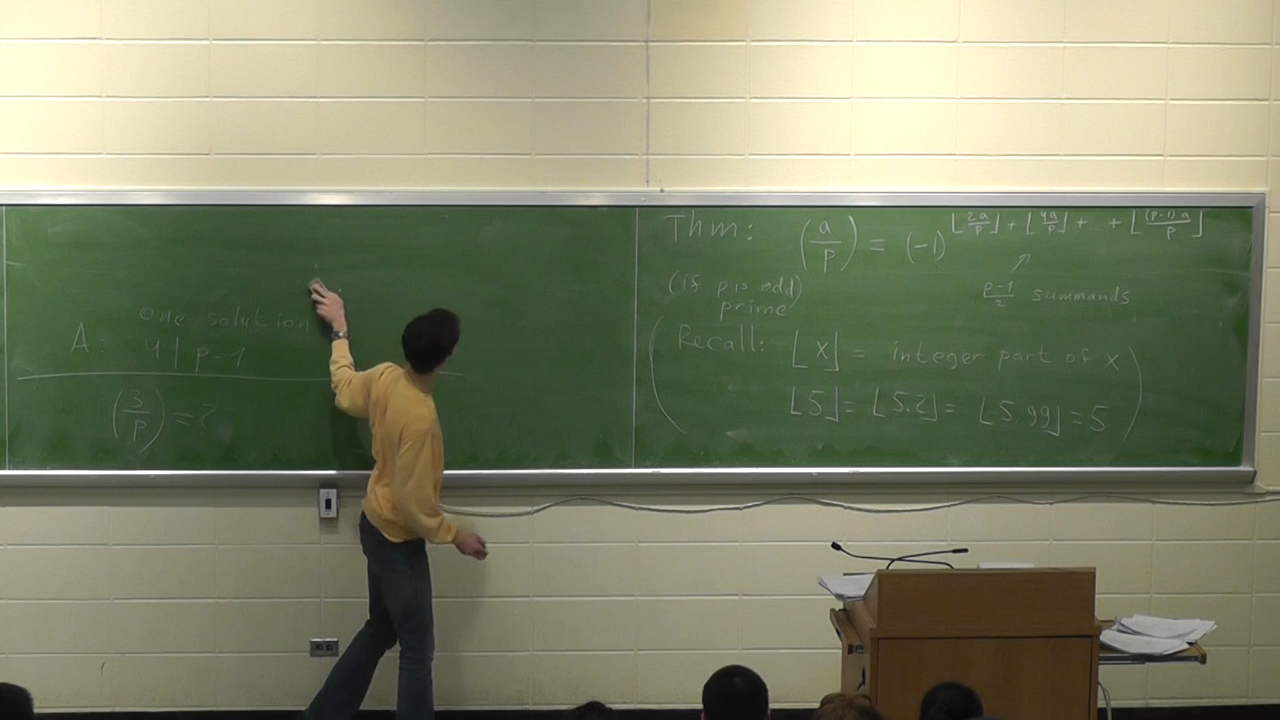 one solution
A: 4 | p-1
(3/p) = ?
Thm: (a/p) = (-1)^⌊2a/p⌋ + ⌊4a/p⌋ + .. + ⌊(p-1)a/p⌋
(if p is odd)
prime
p-1/2 summands
(Recall: ⌊x⌋ = integer part of x
⌊5⌋ = ⌊5.2⌋ = ⌊5.99⌋ = 5)